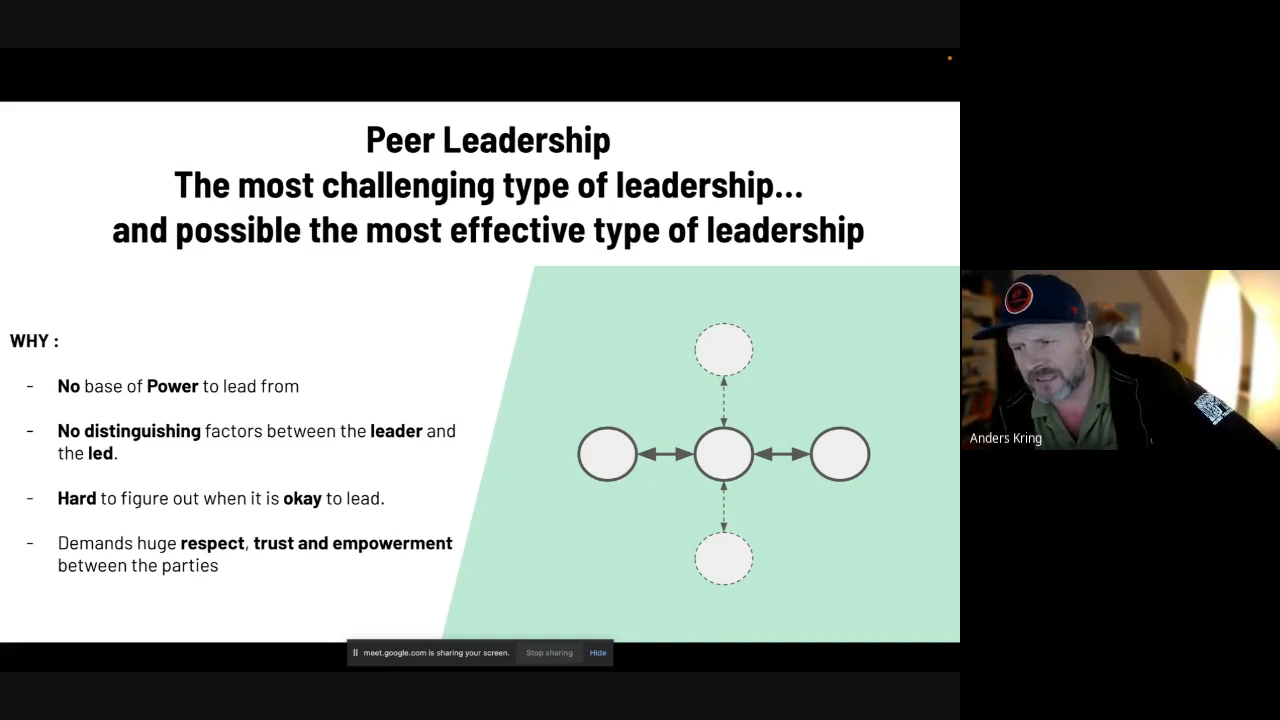 Peer Leadership
The most challenging type of leadership...
and possible the most effective type of leadership
WHY :
- No base of Power to lead from
- No distinguishing factors between the leader and
the led.
- Hard to figure out when it is okay to lead.
- Demands huge respect, trust and empowerment
between the parties
Anders Kring
meet.google.com is sharing your screen. Stop sharing Hide